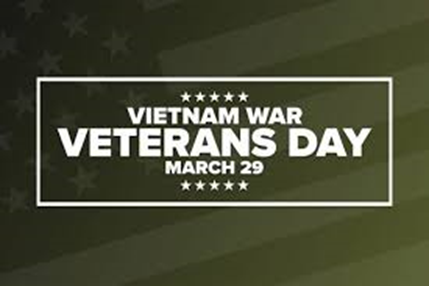 VIETNAM WAR
VETERANS DAY
MARCH 29